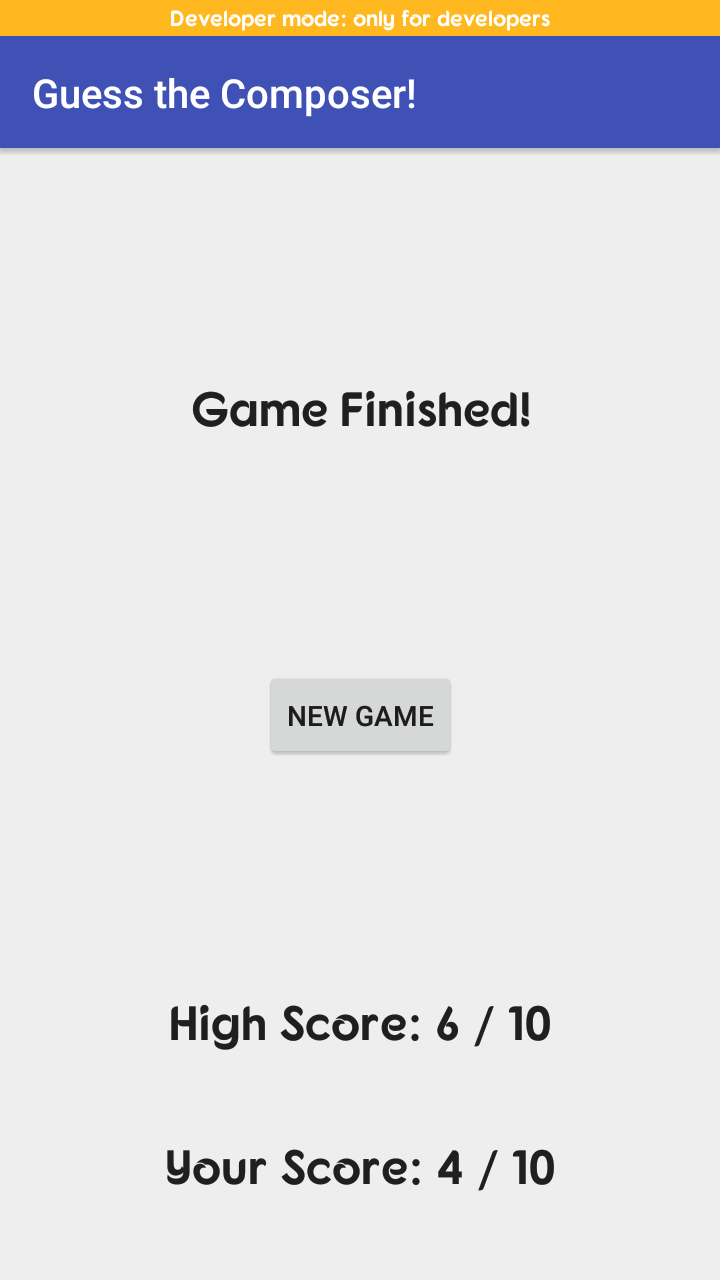 Developer mode: only for developers
Guess the Composer!
Game Finished!
NEW GAME
High Score: 6 / 10
Your Score: 4 / 10